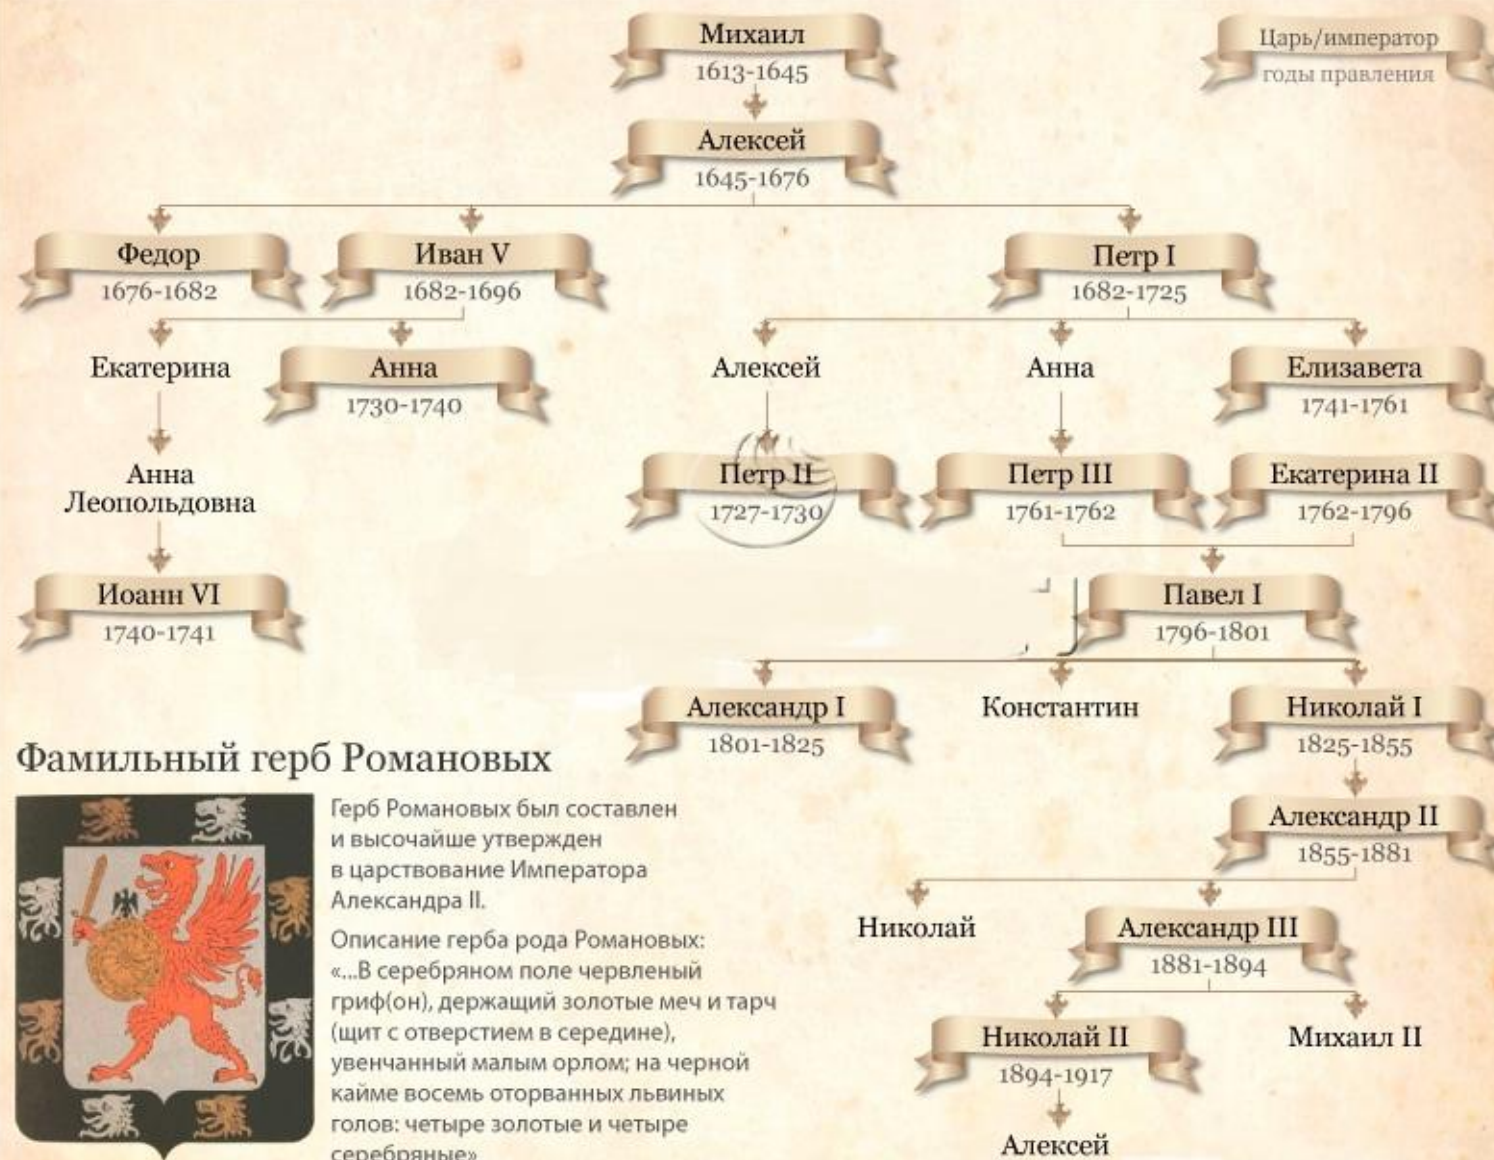 Михаил
1613-1645
Царь/император
годы правления
Алексей
1645-1676
Федор
1676-1682
Иван V
1682-1696
Петр I
1682-1725
Екатерина
Анна
1730-1740
Алексей
Анна
Елизавета
1741-1761
Анна
Леопольдовна
Петр II
1727-1730
Петр III
1761-1762
Екатерина II
1762-1796
Иоанн VI
1740-1741
Павел I
1796-1801
Александр I
1801-1825
Константин
Николай I
1825-1855
Фамильный герб Романовых
Герб Романовых был составлен
и высочайше утвержден
в царствование Императора
Александра II.
Описание герба рода Романовых:
«...В серебряном поле червленый
гриф(он), держащий золотые меч и тарч
(щит с отверстием в середине),
увенчанный малым орлом; на черной
кайме восемь оторванных львиных
голов: четыре золотые и четыре
серебряные»
Александр II
1855-1881
Николай
Александр III
1881-1894
Николай II
1894-1917
Михаил II
Алексей